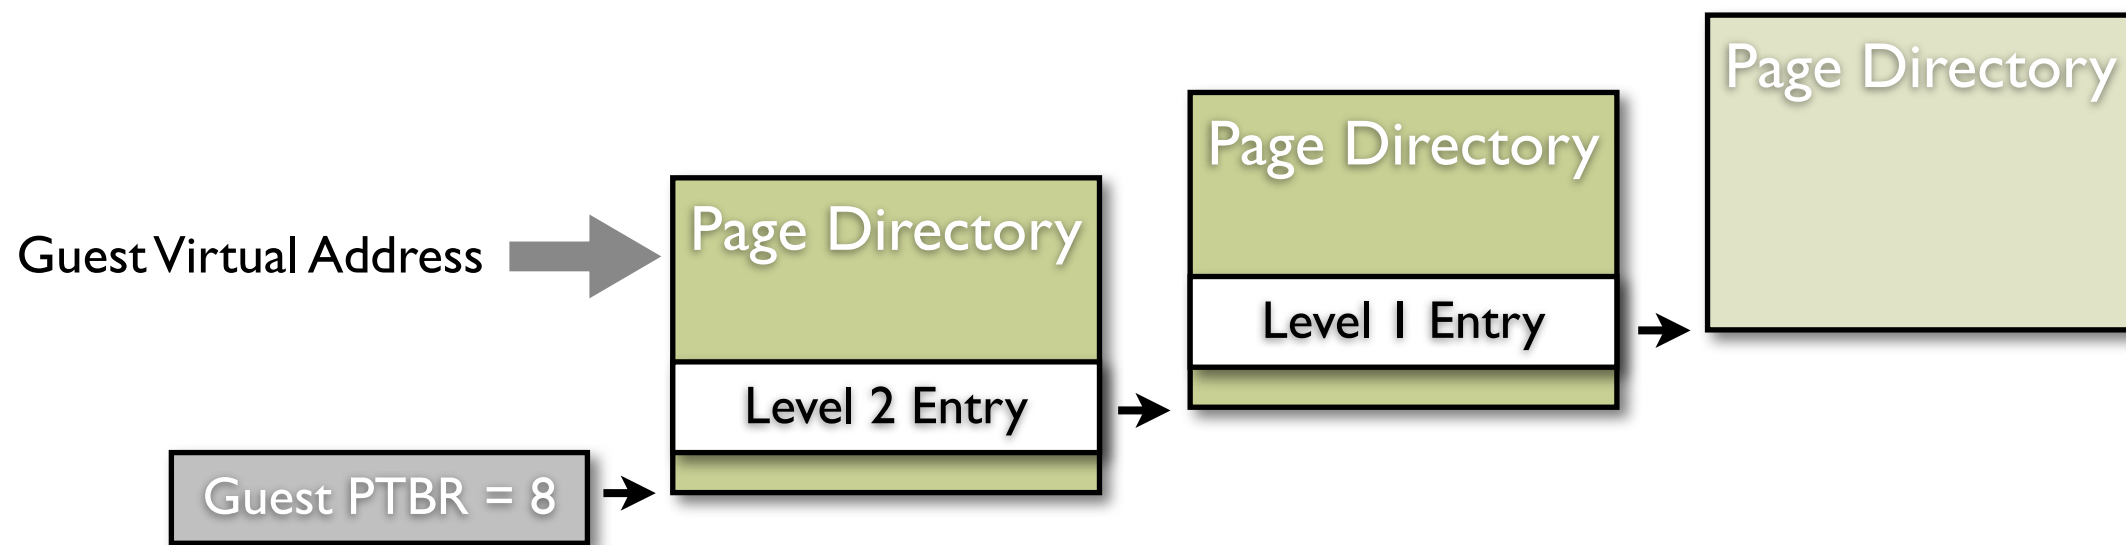 Page Directory
Page Directory
Guest Virtual Address
Page Directory
Level 1 Entry
Level 2 Entry
Guest PTBR = 8